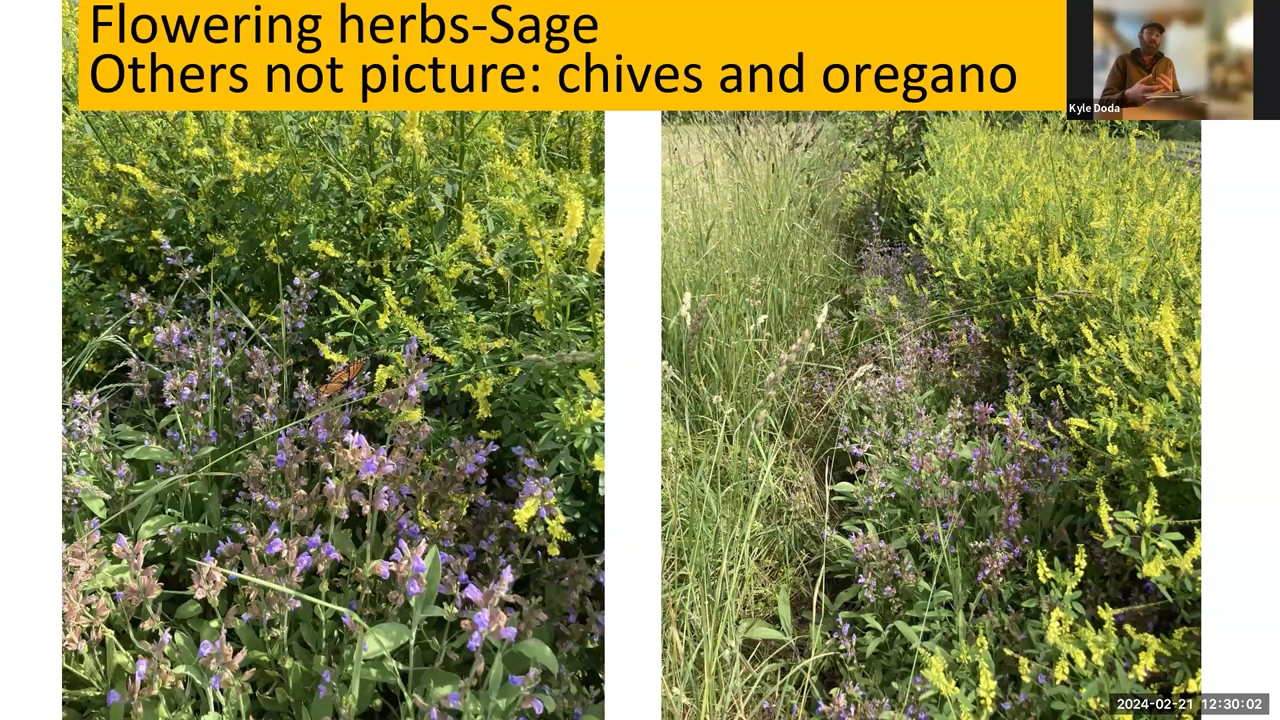 Flowering herbs-Sage
Others not picture: chives and oregano
Kyle Doda
2024-02-21 12:30:02